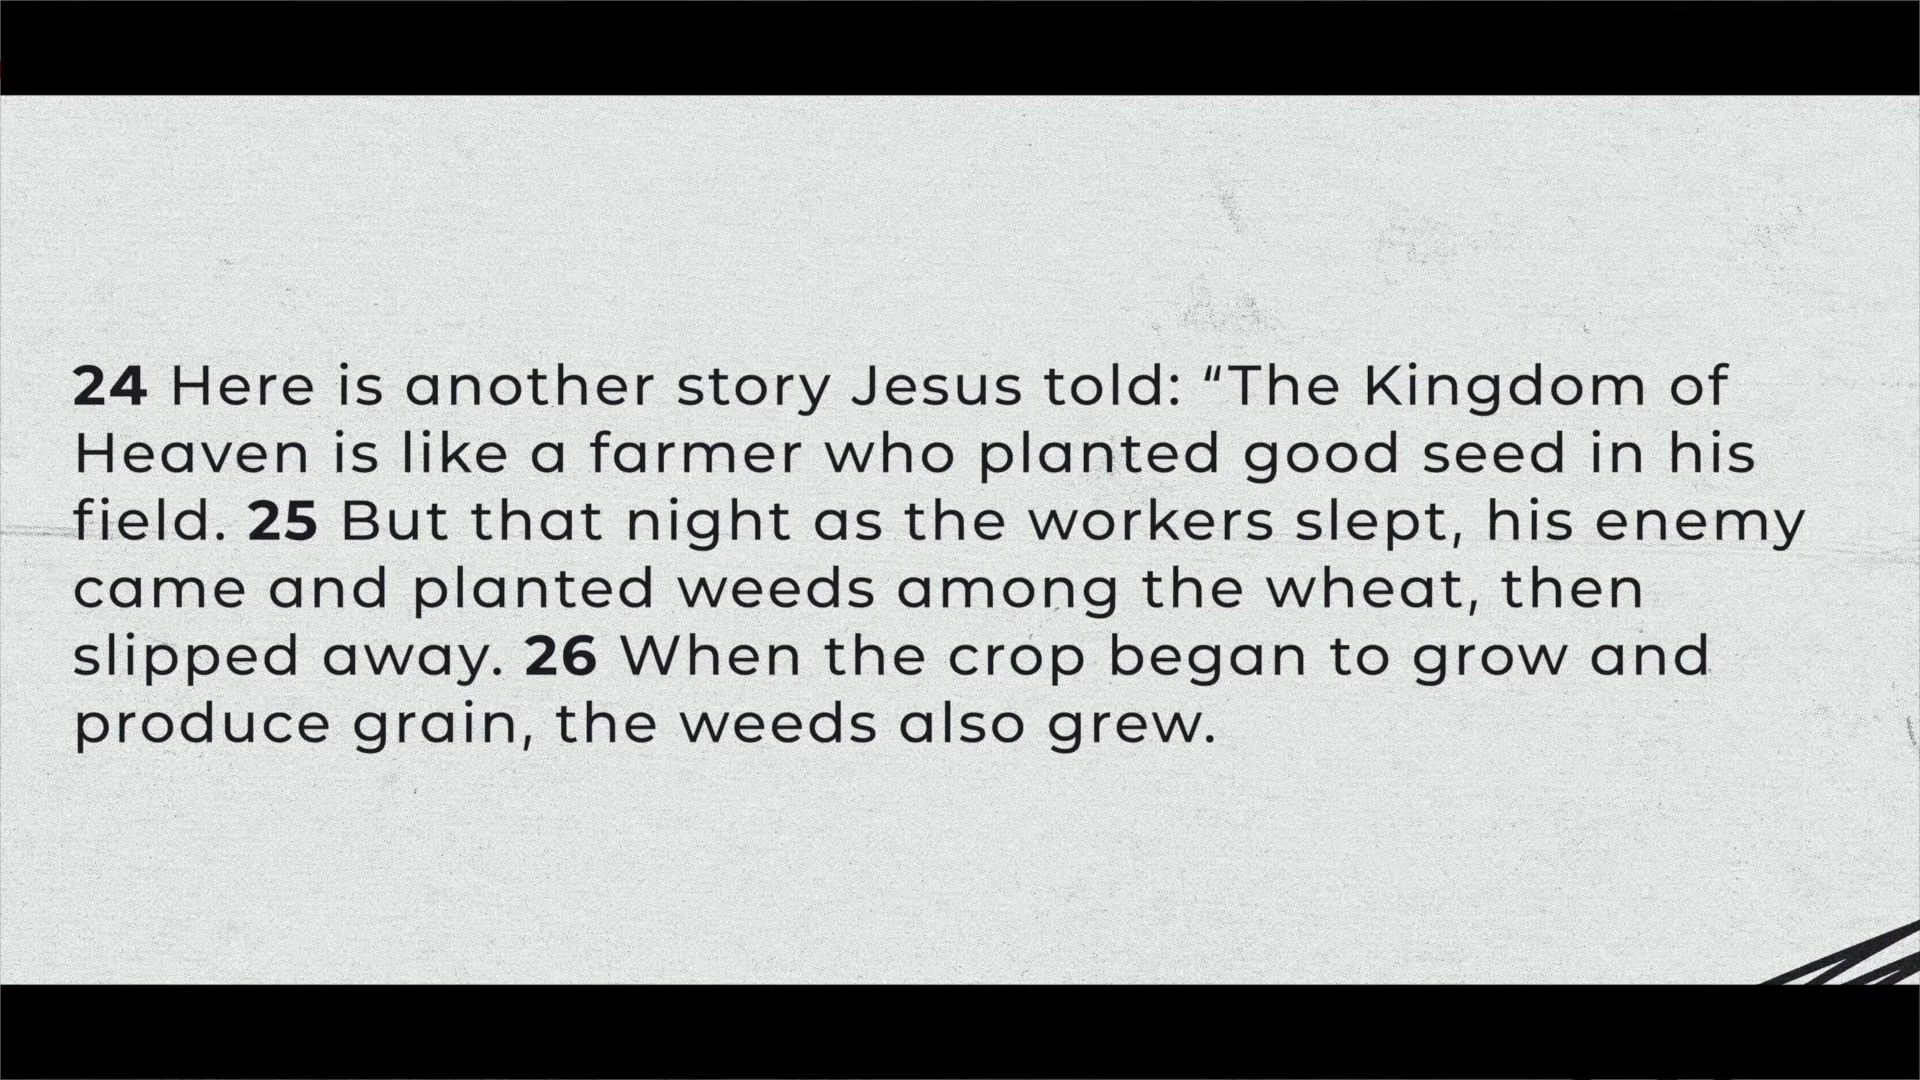 24 Here is another story Jesus told: “The Kingdom of
Heaven is like a farmer who planted good seed in his
field. 25 But that night as the workers slept, his enemy
came and planted weeds among the wheat, then
slipped away. 26 When the crop began to grow and
produce grain, the weeds also grew.